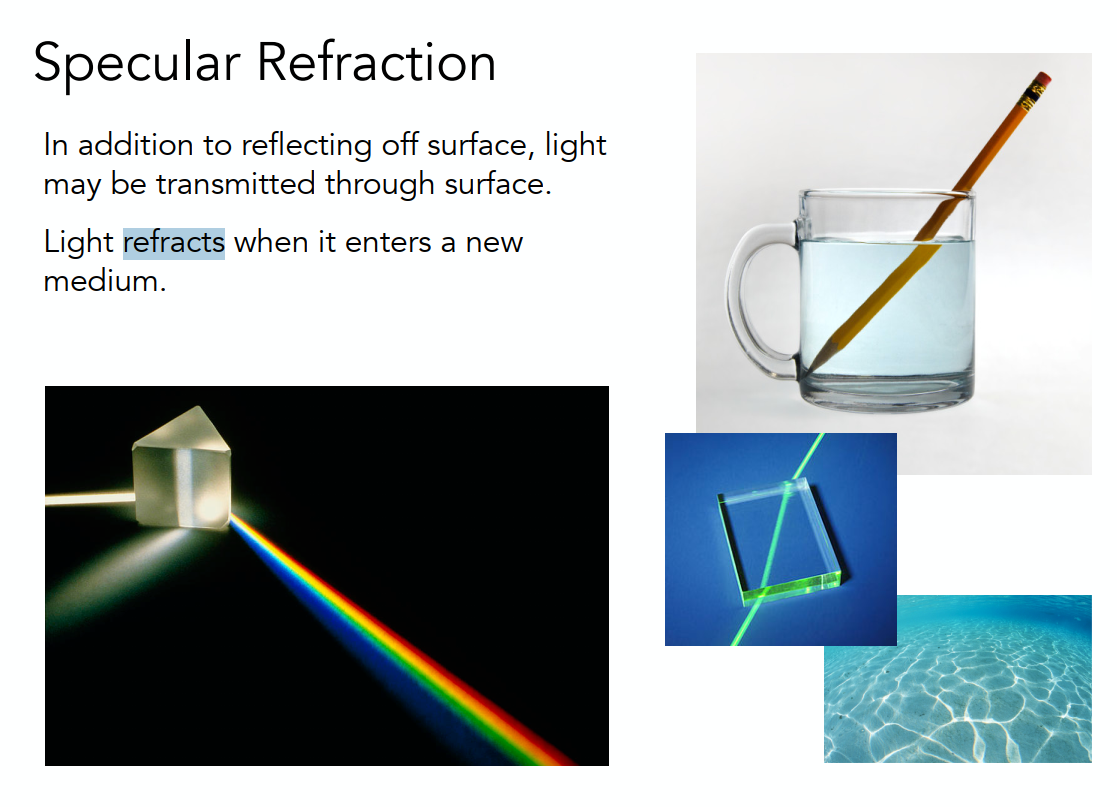 Specular Refraction
In addition to reflecting off surface, light
may be transmitted through surface.
Light refracts when it enters a new
medium.